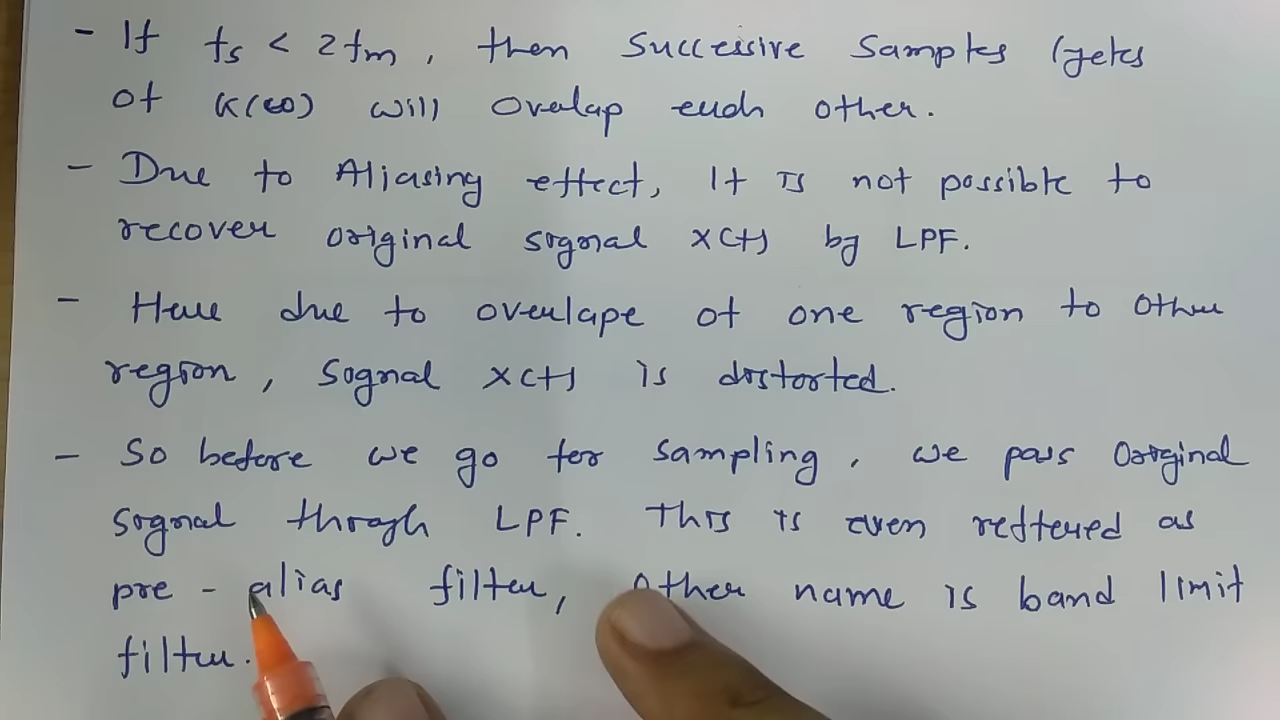 - If fs < 2fm, then successive samples (yets
of X(ω) will overlap each other.
- Due to Aliasing effect, It is not possible to
recover original signal x(t) by LPF.
- Here due to overlape of one region to other
region, signal x(t) is distorted.
- So before we go for sampling, we pass original
signal through LPF. This is even reffered as
pre-alias filter, other name is band limit
filter.